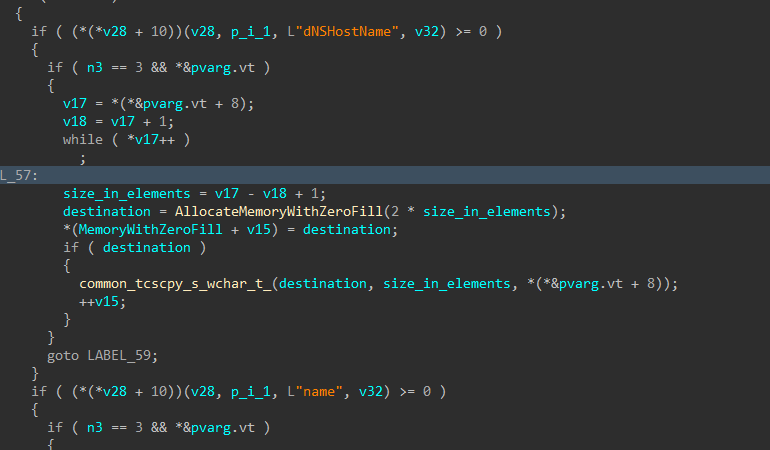 {
if ( (*(*v28 + 10))(v28, p_i_1, L"dNSHostName", v32) >= 0 )
{
if ( n3 == 3 && *&pvarg.vt )
{
v17 = *(*&pvarg.vt + 8);
v18 = v17 + 1;
while ( *v17++ )
;
L_57:
size_in_elements = v17 - v18 + 1;
destination = AllocateMemoryWithZeroFill(2 * size_in_elements);
*(MemoryWithZeroFill + v15) = destination;
if ( destination )
{
common_tcscpy_s_wchar_t_(destination, size_in_elements, *(*&pvarg.vt + 8));
++v15;
}
}
goto LABEL_59;
}
if ( (*(*v28 + 10))(v28, p_i_1, L"name", v32) >= 0 )
{
if ( n3 == 3 && *&pvarg.vt )
{